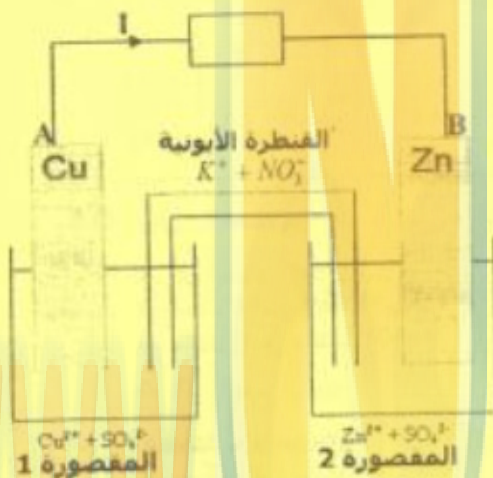 I
A
B
Cu
Zn
القنطرة الأيونية
K⁺ + NO₃⁻
Cu²⁺ + SO₄²⁻
Zn²⁺ + SO₄²⁻
المقصورة 1
المقصورة 2